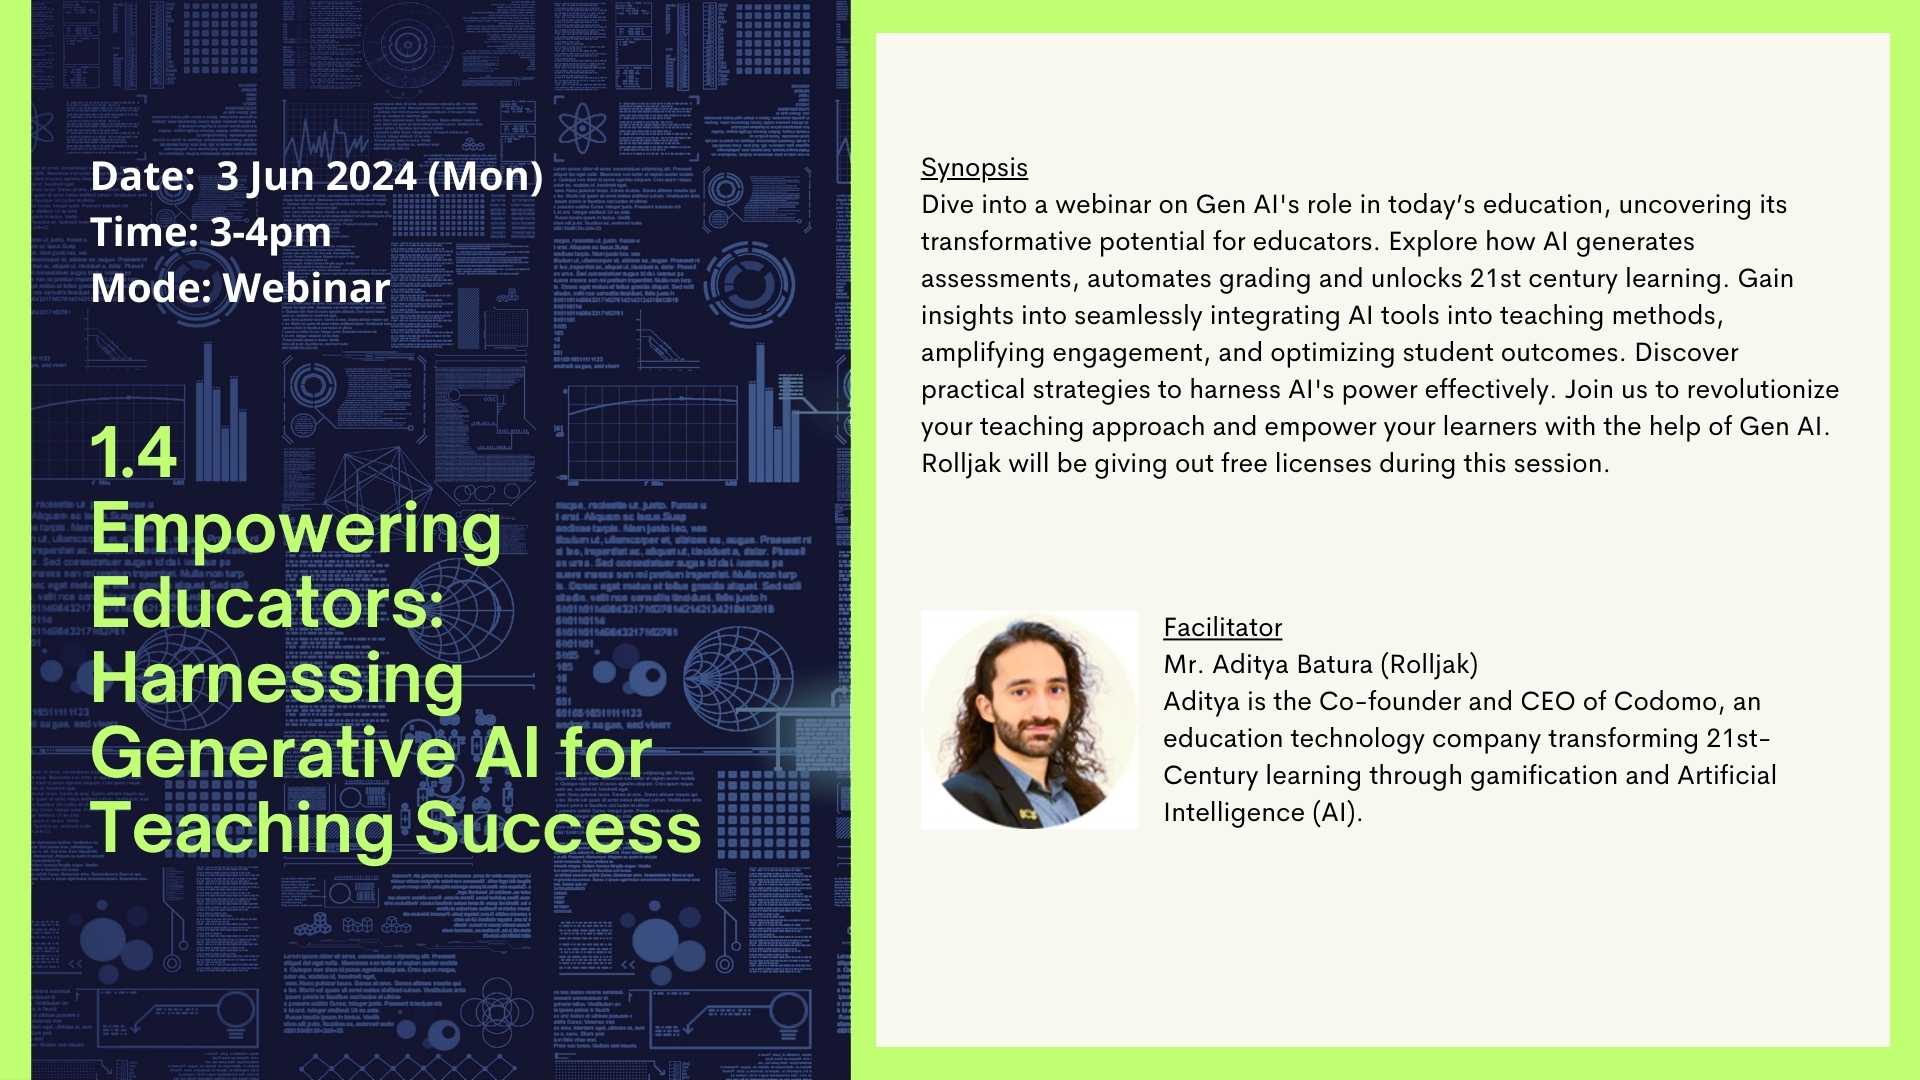 Date:  3 Jun 2024 (Mon)
Time: 3-4pm
Mode: Webinar
1.4
Empowering
Educators:
Harnessing
Generative AI for
Teaching Success
Synopsis
Dive into a webinar on Gen AI's role in today’s education, uncovering its
transformative potential for educators. Explore how AI generates
assessments, automates grading and unlocks 21st century learning. Gain
insights into seamlessly integrating AI tools into teaching methods,
amplifying engagement, and optimizing student outcomes. Discover
practical strategies to harness AI's power effectively. Join us to revolutionize
your teaching approach and empower your learners with the help of Gen AI.
Rolljak will be giving out free licenses during this session.
Facilitator
Mr. Aditya Batura (Rolljak)
Aditya is the Co-founder and CEO of Codomo, an
education technology company transforming 21st-
Century learning through gamification and Artificial
Intelligence (AI).